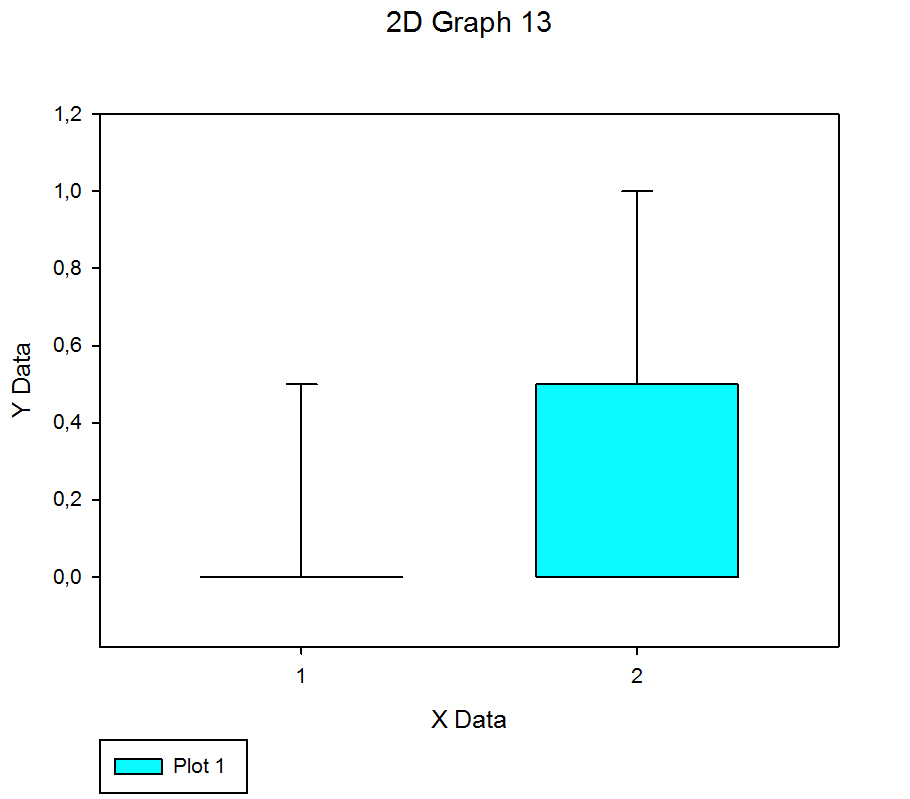 2D Graph 13
1,2
1,0
0,8
0,6
0,4
0,2
0,0
Y Data
1 2
X Data
Plot 1